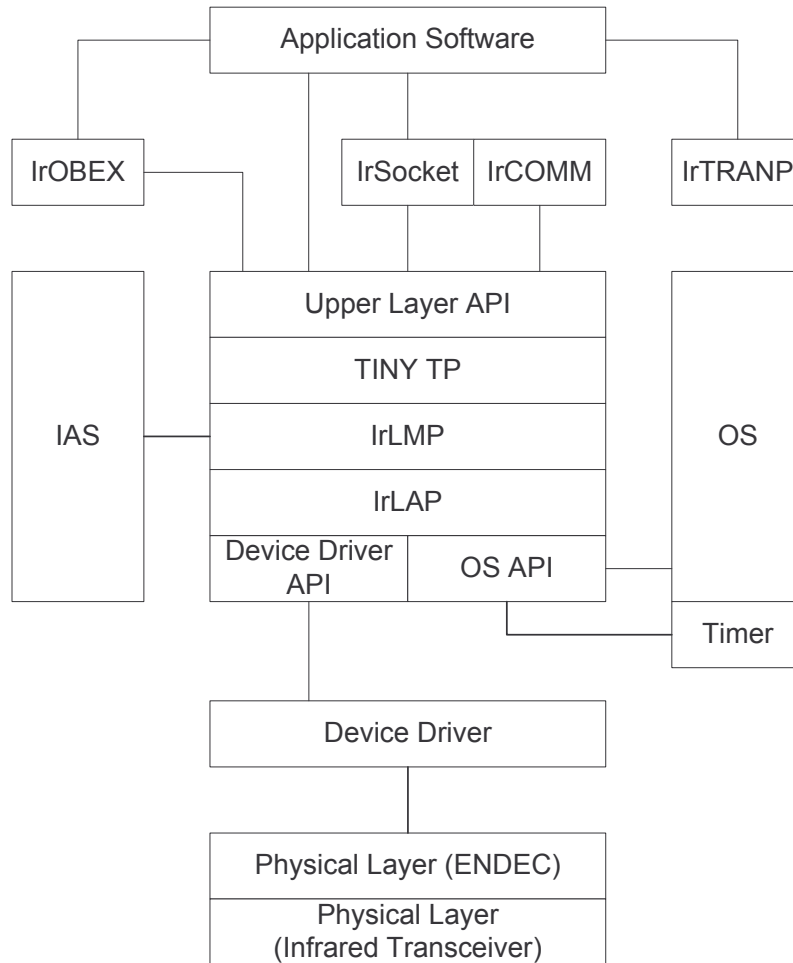 Application Software
IrOBEX
IrSocket
IrCOMM
IrTRANP
Upper Layer API
TINY TP
IAS
IrLMP
OS
IrLAP
Device Driver
API
OS API
Timer
Device Driver
Physical Layer (ENDEC)
Physical Layer
(Infrared Transceiver)